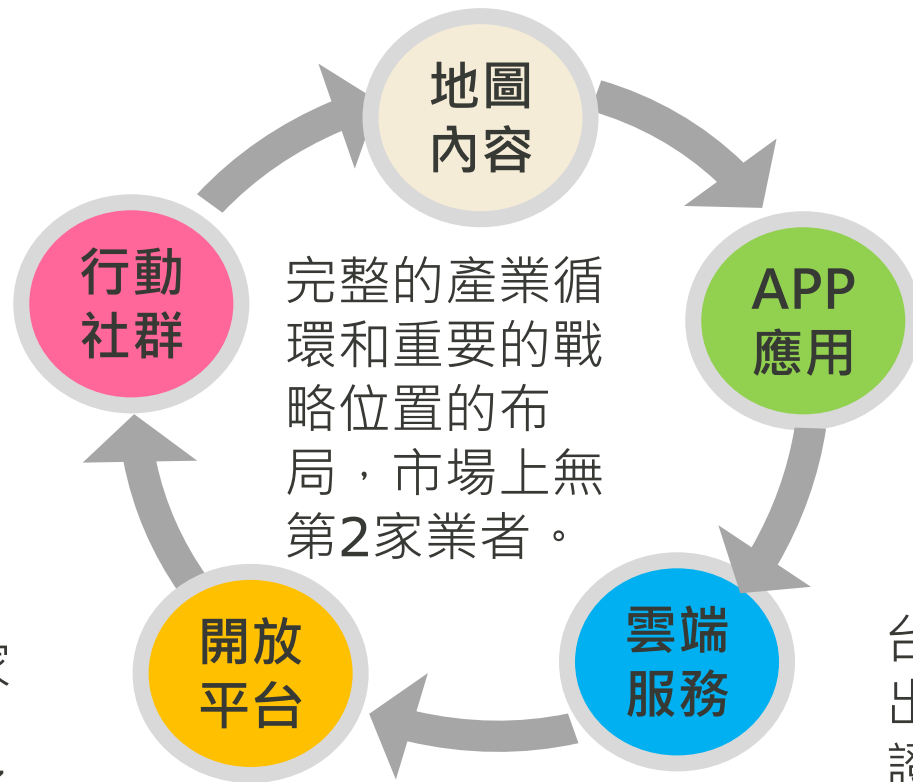 地圖
內容
行動
社群
完整的產業循
環和重要的戰
略位置的布
局，市場上無
第2家業者。
APP
應用
開放
平台
雲端
服務
台
出